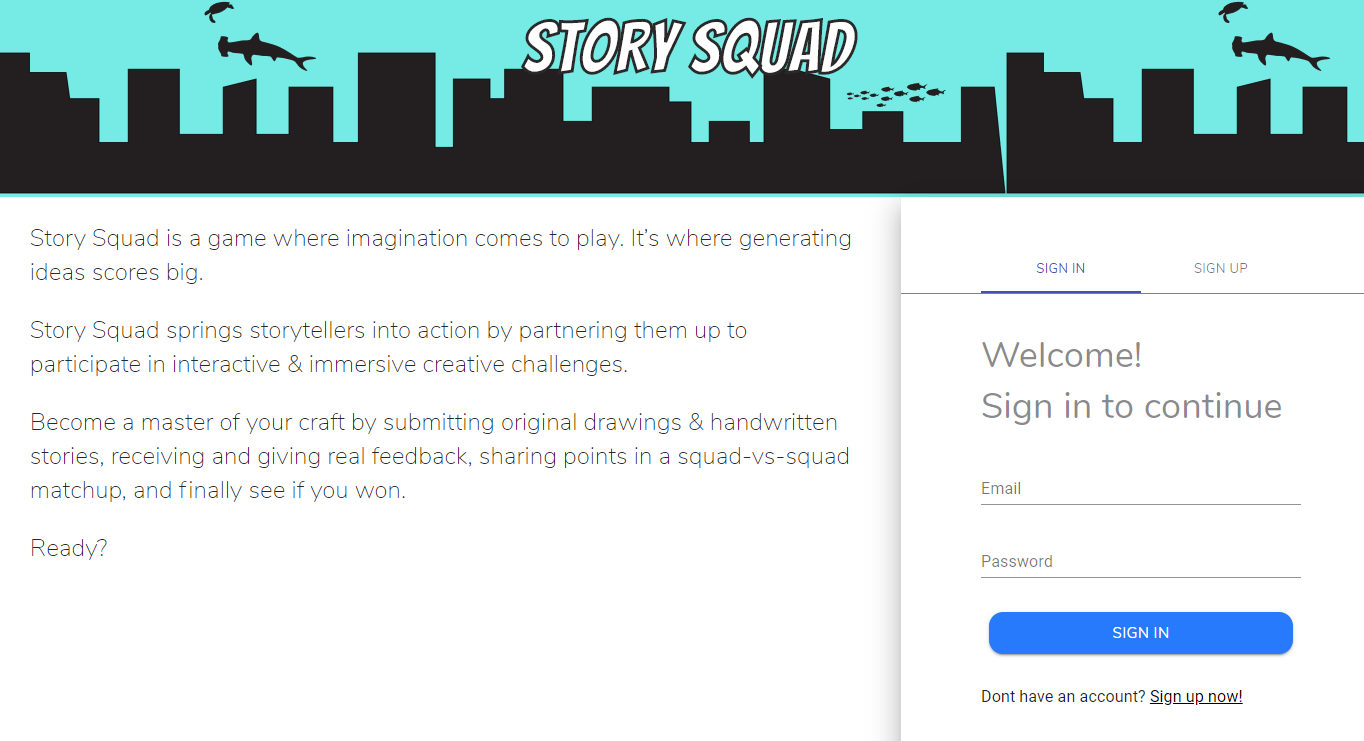 STORY SQUAD
Story Squad is a game where imagination comes to play. It’s where generating
ideas scores big.
Story Squad springs storytellers into action by partnering them up to
participate in interactive & immersive creative challenges.
Become a master of your craft by submitting original drawings & handwritten
stories, receiving and giving real feedback, sharing points in a squad-vs-squad
matchup, and finally see if you won.
Ready?
SIGN IN SIGN UP
Welcome!
Sign in to continue
Email
Password
SIGN IN
Dont have an account? Sign up now!